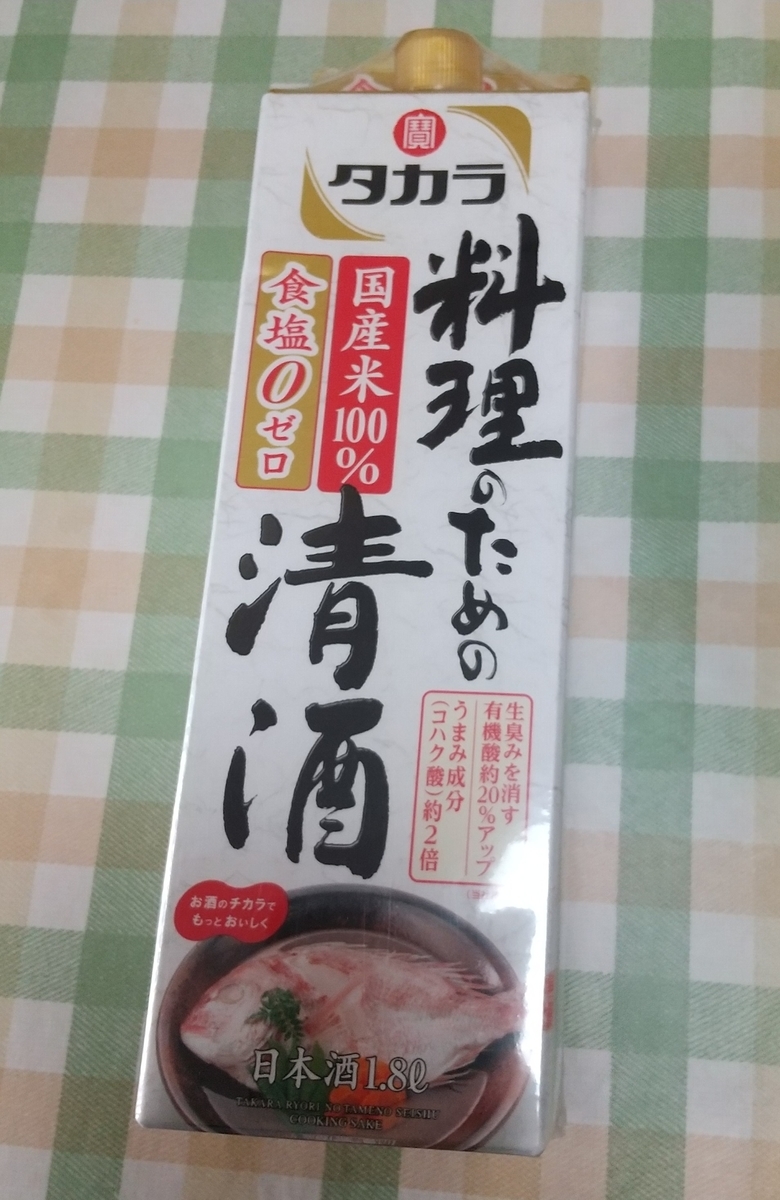 寶
タカラ
料理のための
清酒
国産米100%
食塩0ゼロ
生臭みを消す
有機酸約20%アップ
うまみ成分
(コハク酸)約2倍
お酒のチカラで
もっとおいしく
日本酒1.8ℓ
TAKARA RYORI NO TAMENO SEISHU
COOKING SAKE